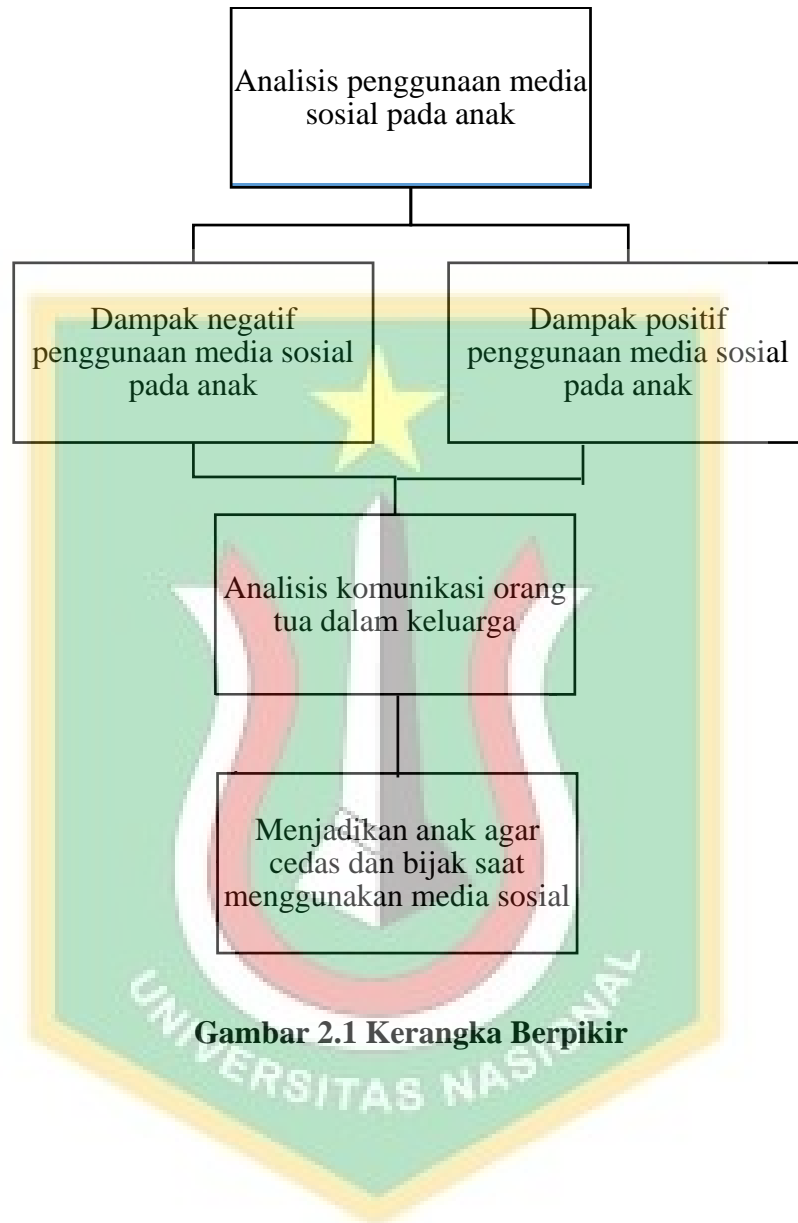 Analisis penggunaan media
sosial pada anak
Dampak negatif
penggunaan media sosial
pada anak
Dampak positif
penggunaan media sosial
pada anak
Analisis komunikasi orang
tua dalam keluarga
Menjadikan anak agar
cedas dan bijak saat
menggunakan media sosial
Gambar 2.1 Kerangka Berpikir
UNIVERSITAS NASIONAL